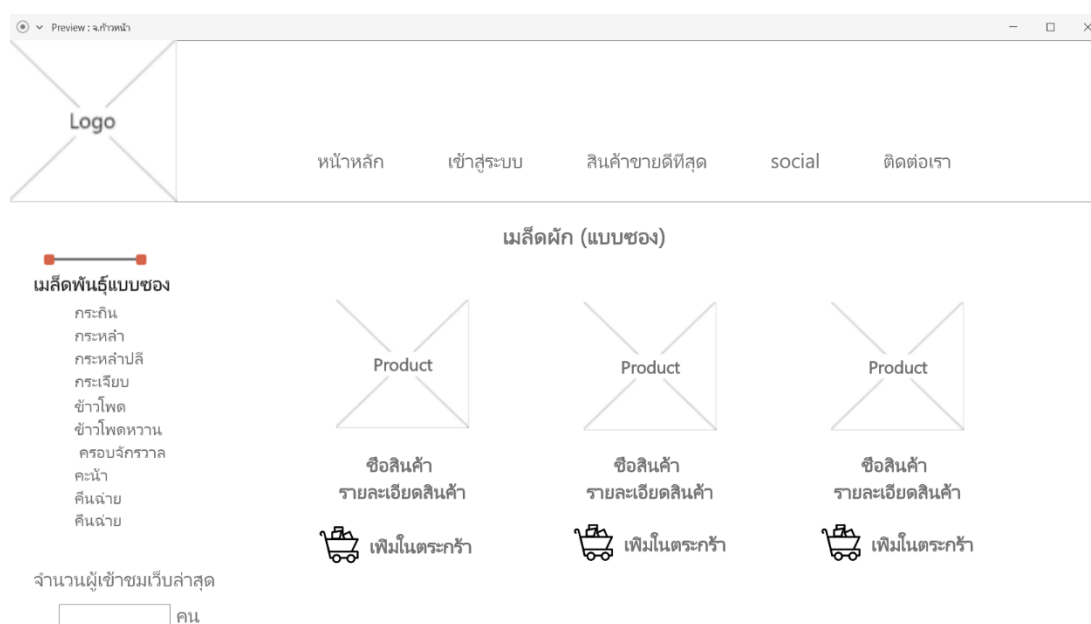 Preview : จ.ก้าวหน้า
Logo
หน้าหลัก เข้าสู่ระบบ สินค้าขายดีที่สุด social ติดต่อเรา
เมล็ดผัก (แบบซอง)
เมล็ดพันธุ์แบบซอง
กระถิน
กระหล่ำ
กระหล่ำปลี
กระเจียบ
ข้าวโพด
ข้าวโพดหวาน
ครอบจักรวาล
คะน้า
คึนฉ่าย
คึนฉ่าย
จำนวนผู้เข้าชมเว็บล่าสุด
คน
Product Product Product
ชื่อสินค้า ชื่อสินค้า ชื่อสินค้า
รายละเอียดสินค้า รายละเอียดสินค้า รายละเอียดสินค้า
เพิ่มในตระกร้า เพิ่มในตระกร้า เพิ่มในตระกร้า